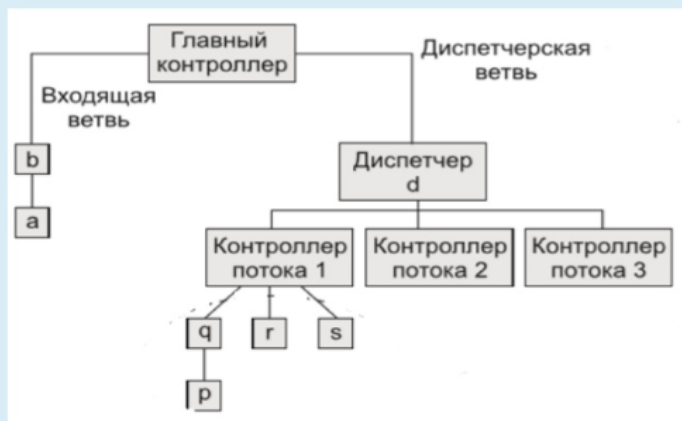 Главный
контроллер
Диспетчерская
ветвь
Входящая
ветвь
b
a
Диспетчер
d
Контроллер
потока 1
Контроллер
потока 2
Контроллер
потока 3
q
r
s
p